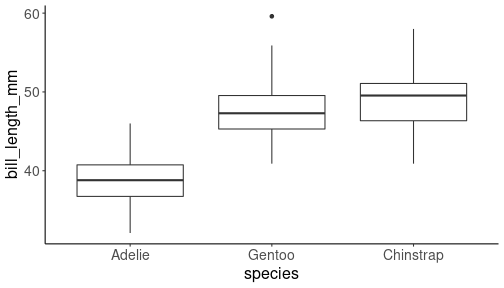 60
50
40
bill_length_mm
Adelie
Gentoo
Chinstrap
species